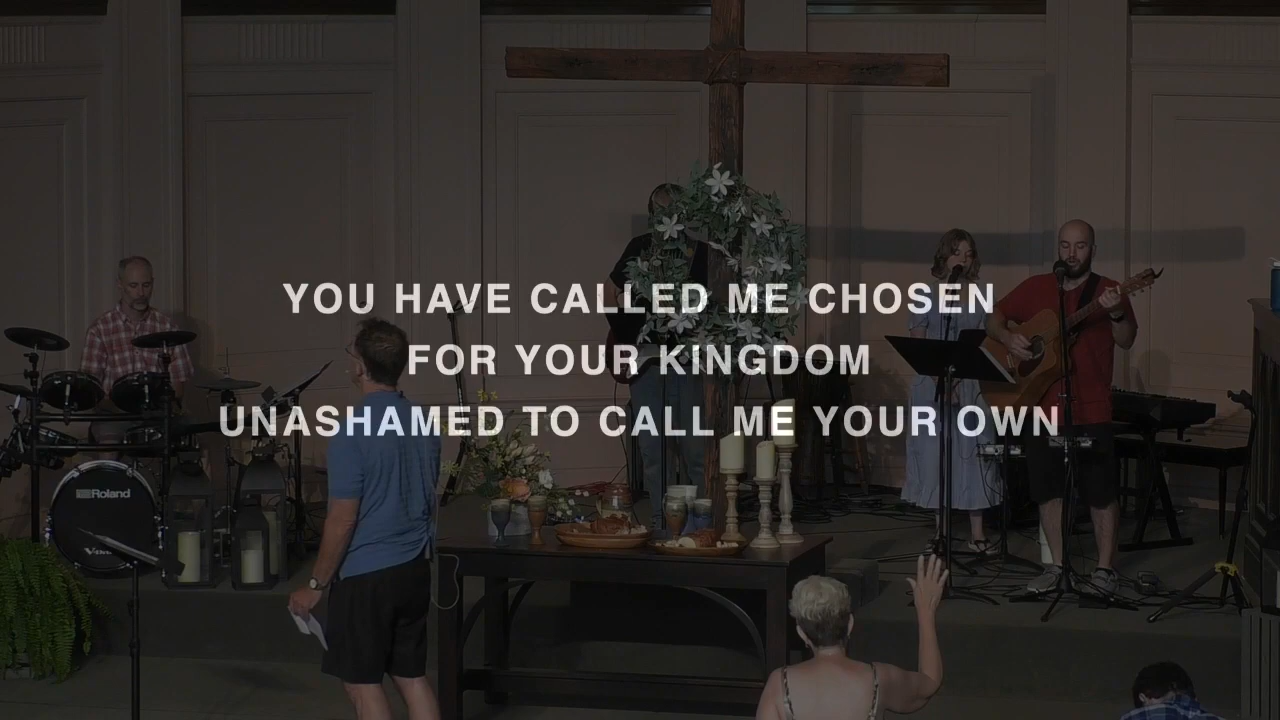 YOU HAVE CALLED ME CHOSEN
FOR YOUR KINGDOM
UNASHAMED TO CALL ME YOUR OWN
Roland